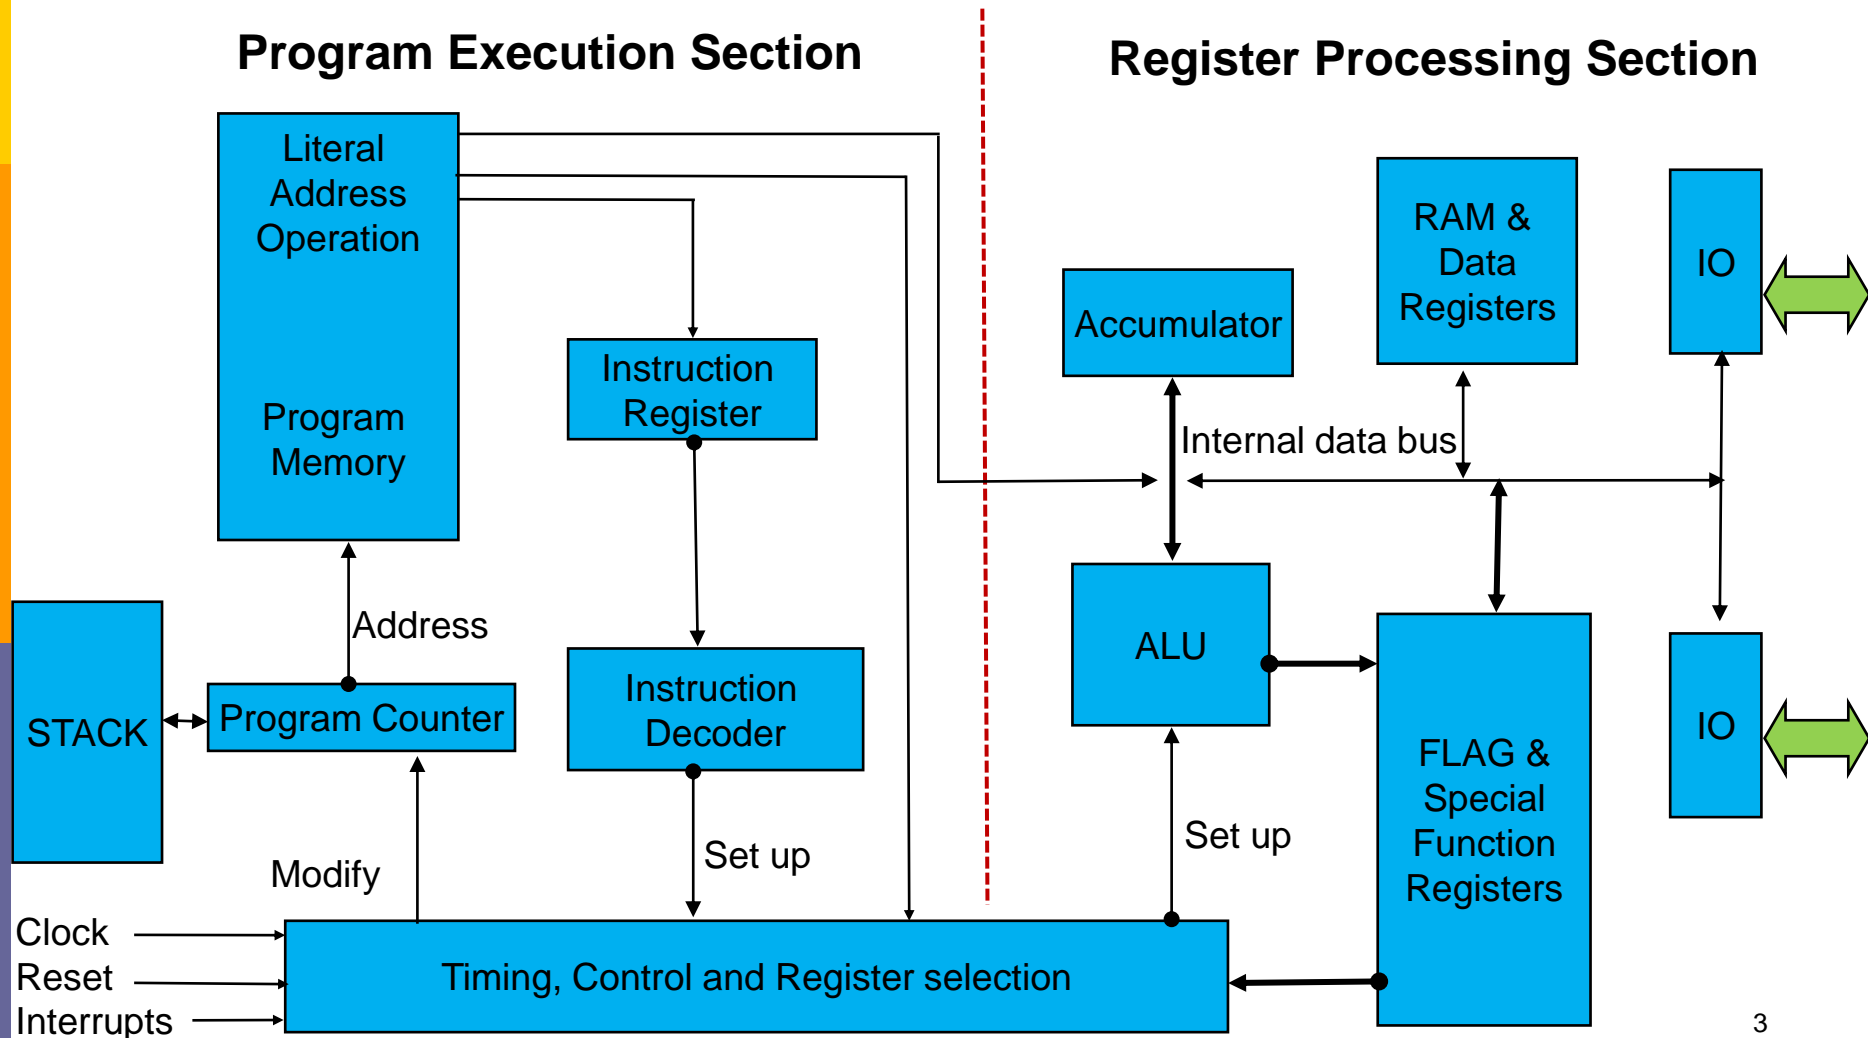 Program Execution Section
Register Processing Section
Literal
Address
Operation
Program
Memory
Instruction
Register
Accumulator
RAM &
Data
Registers
IO
Internal data bus
Address
STACK
Program Counter
Instruction
Decoder
ALU
FLAG &
Special
Function
Registers
IO
Modify
Set up
Set up
Clock
Reset
Interrupts
Timing, Control and Register selection
3